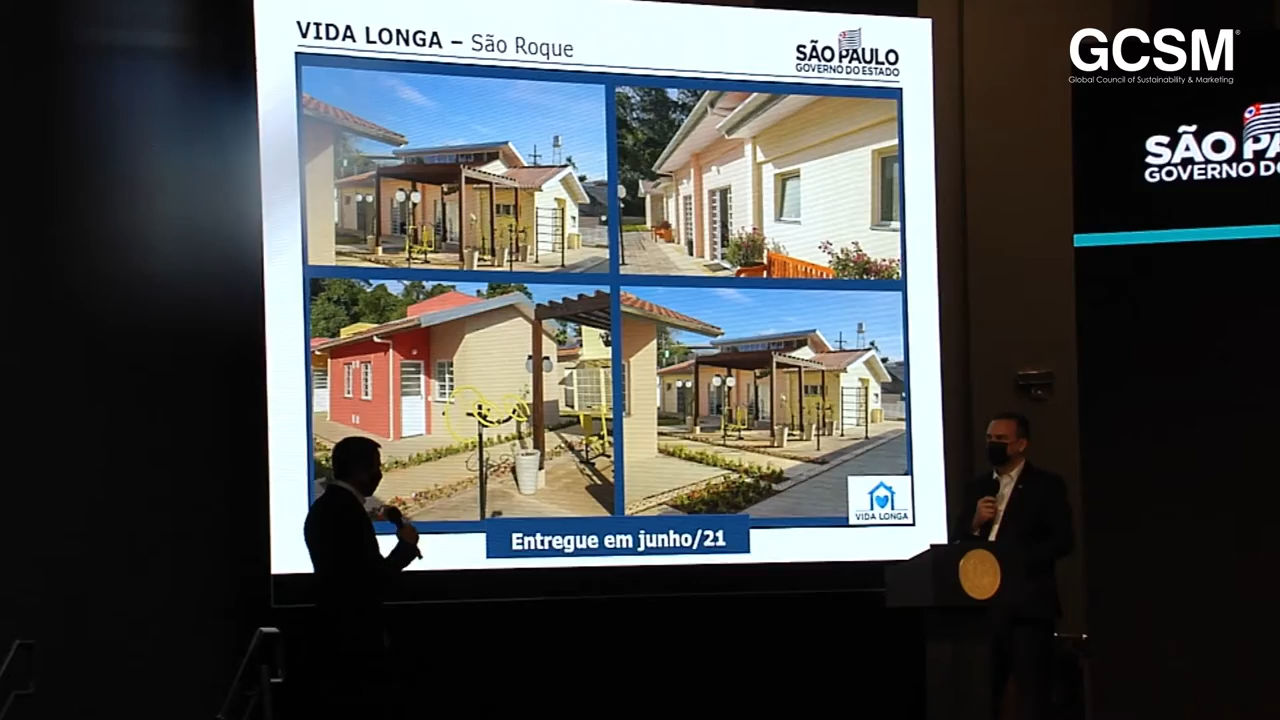 VIDA LONGA – São Roque
SÃO PAULO
GOVERNO DO ESTADO
GCSM®
Global Council of Sustainability & Marketing
SÃO PA
GOVERNO DO
VIDA LONGA
Entregue em junho/21